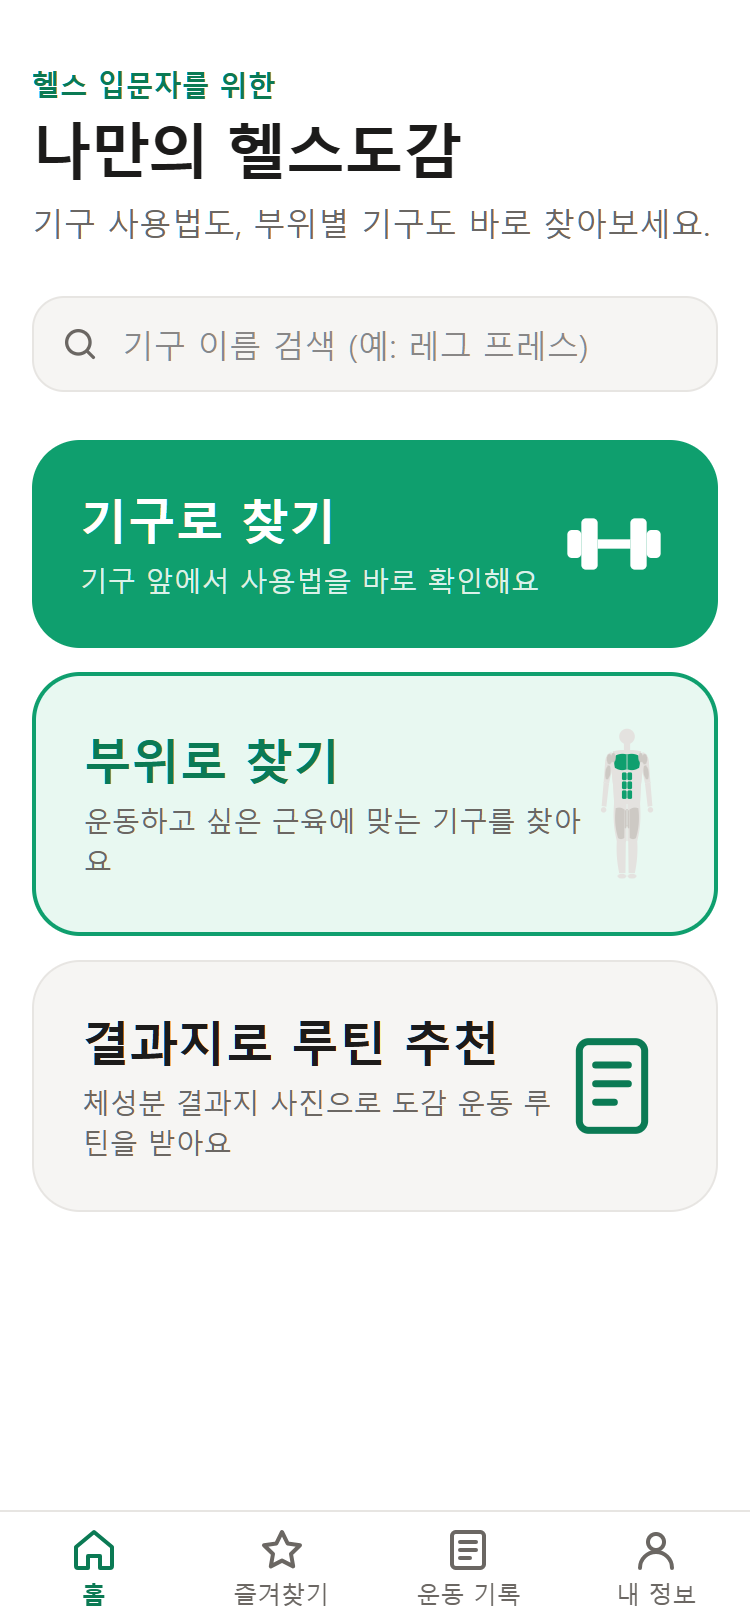 헬스 입문자를 위한
나만의 헬스도감
기구 사용법도, 부위별 기구도 바로 찾아보세요.
기구 이름 검색 (예: 레그 프레스)
기구로 찾기
기구 앞에서 사용법을 바로 확인해요
부위로 찾기
운동하고 싶은 근육에 맞는 기구를 찾아
요
결과지로 루틴 추천
체성분 결과지 사진으로 도감 운동 루
틴을 받아요
홈
즐겨찾기
운동 기록
내 정보